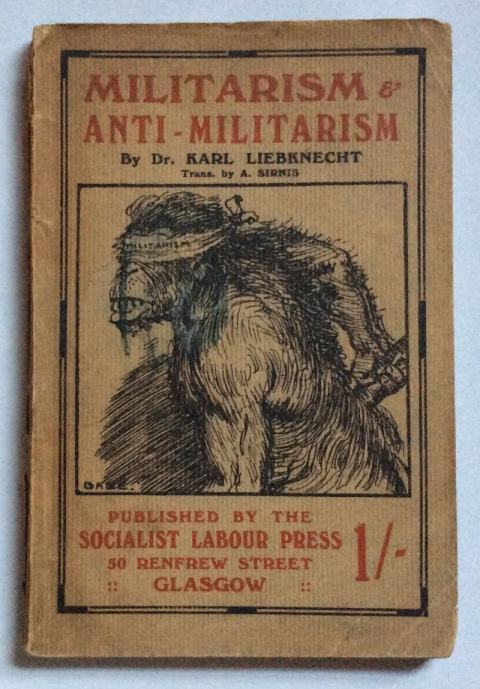 MILITARISM &
ANTI-MILITARISM
By Dr. KARL LIEBKNECHT
Trans. by A. SIRNIS
MILITARISM
PUBLISHED BY THE
SOCIALIST LABOUR PRESS
50 RENFREW STREET
:: GLASGOW ::
1/-